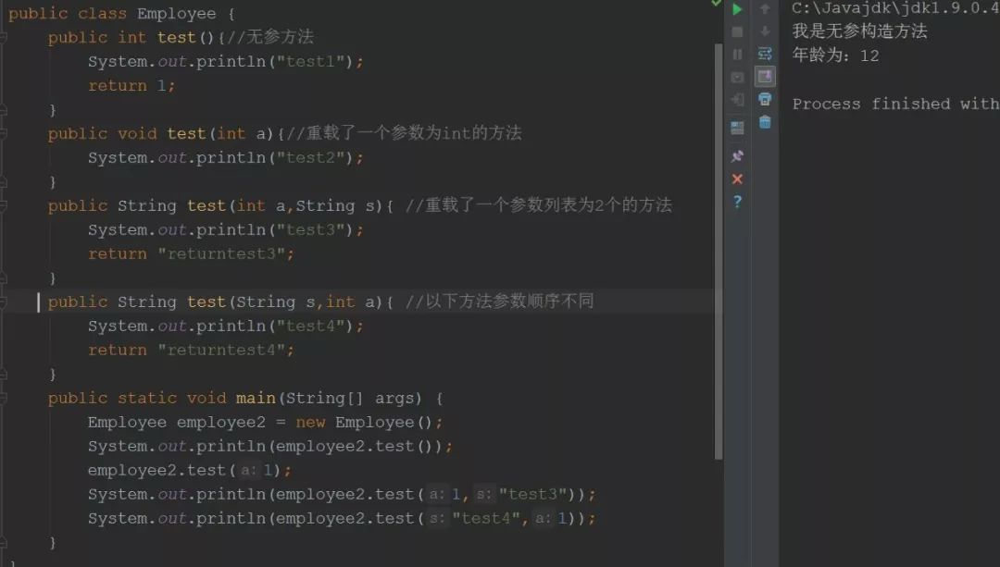 public class Employee {
public int test(){//无参方法
System.out.println("test1");
return 1;
}
public void test(int a){//重载了一个参数为int的方法
System.out.println("test2");
}
public String test(int a,String s){ //重载了一个参数列表为2个的方法
System.out.println("test3");
return "returntest3";
}
public String test(String s,int a){ //以下方法参数顺序不同
System.out.println("test4");
return "returntest4";
}
public static void main(String[] args) {
Employee employee2 = new Employee();
System.out.println(employee2.test());
employee2.test( a: 1);
System.out.println(employee2.test( a: 1, s: "test3"));
System.out.println(employee2.test( s: "test4", a: 1));
}
}
C:\Javajdk\jdk1.9.0.4
我是无参构造方法
年龄为：12
Process finished with